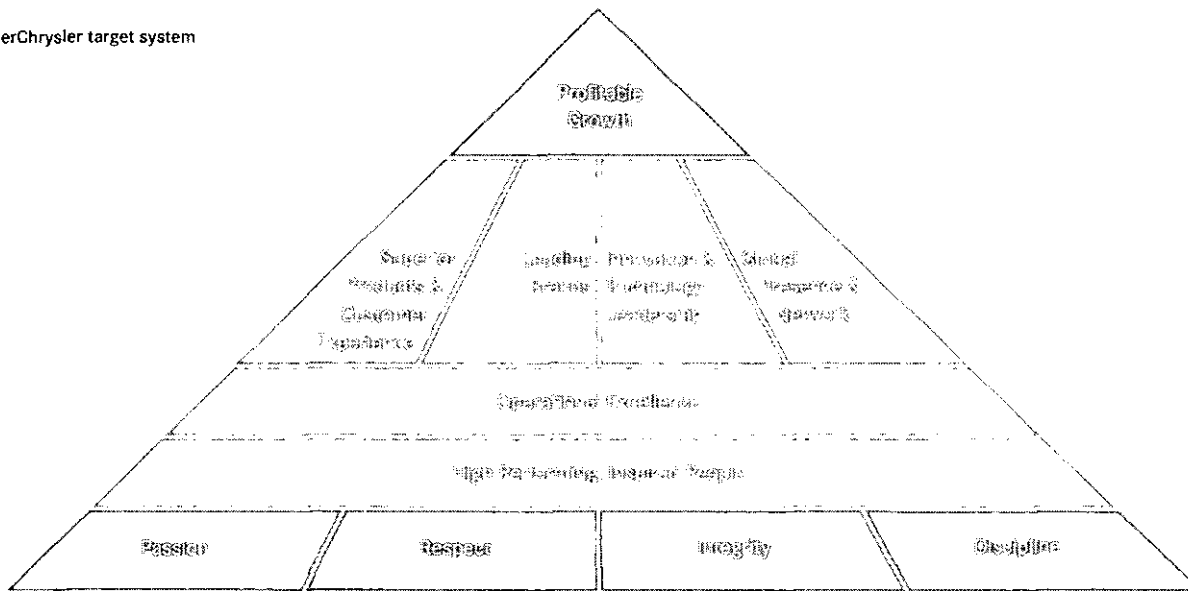 erChrysler target system
Profitable
Growth
Superior
Products &
Customer
Experience
Leading
Brands
Innovation &
Technology
Leadership
Global
Presence &
Network
Operational Excellence
High Performing, Inspired People
Passion
Respect
Integrity
Discipline